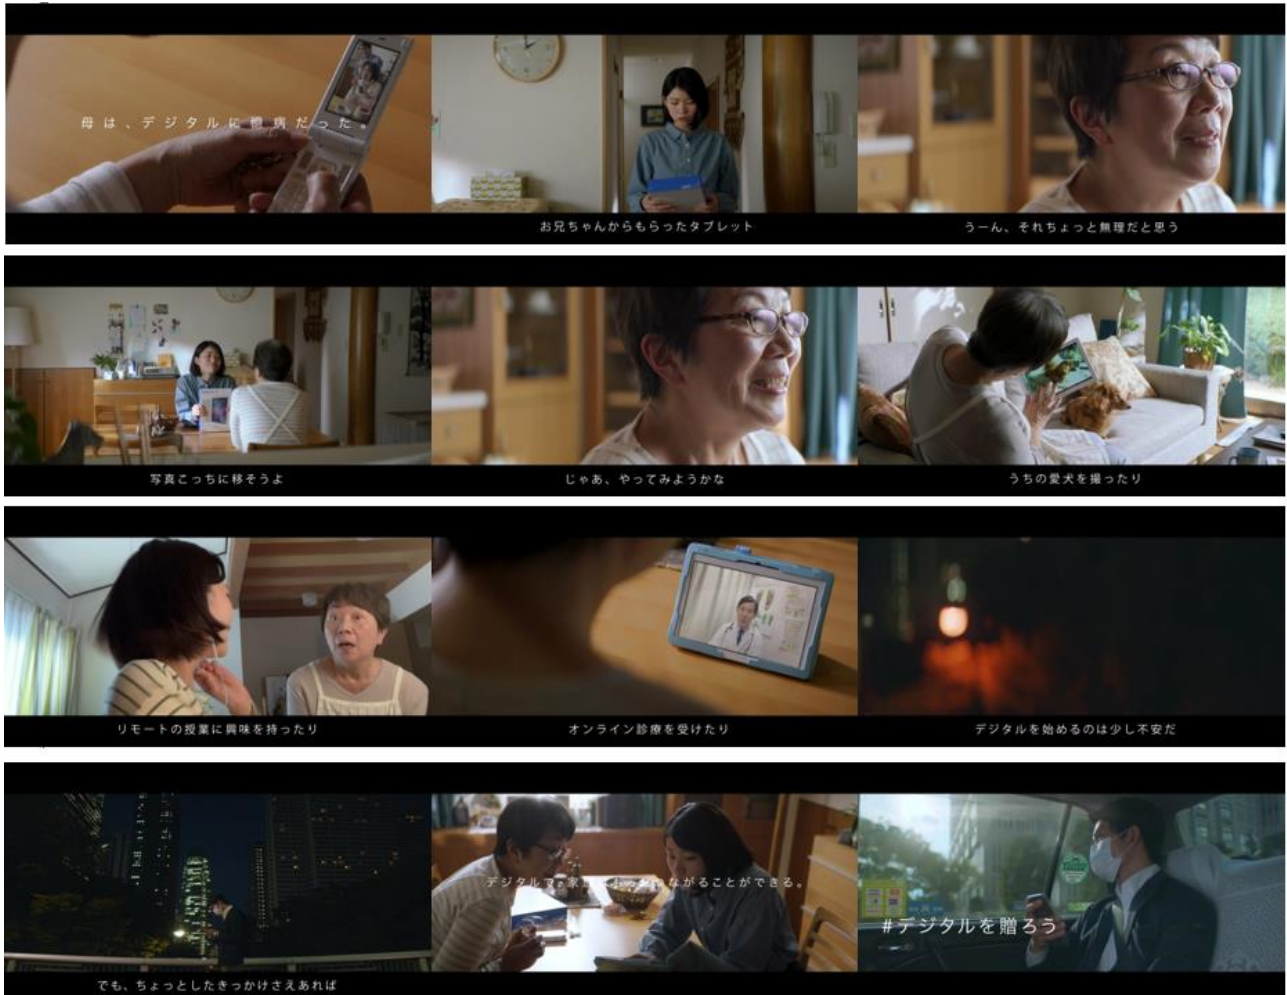 母は、デジタルに臆病だった。
お兄ちゃんからもらったタブレット
うーん、それちょっと無理だと思う
写真こっちに移そうよ
じゃあ、やってみようかな
うちの愛犬を撮ったり
リモートの授業に興味を持ったり
オンライン診療を受けたり
デジタルを始めるのは少し不安だ
でも、ちょっとしたきっかけさえあれば
デジタルで、家族はもっとつながることができる。
#デジタルを贈ろう